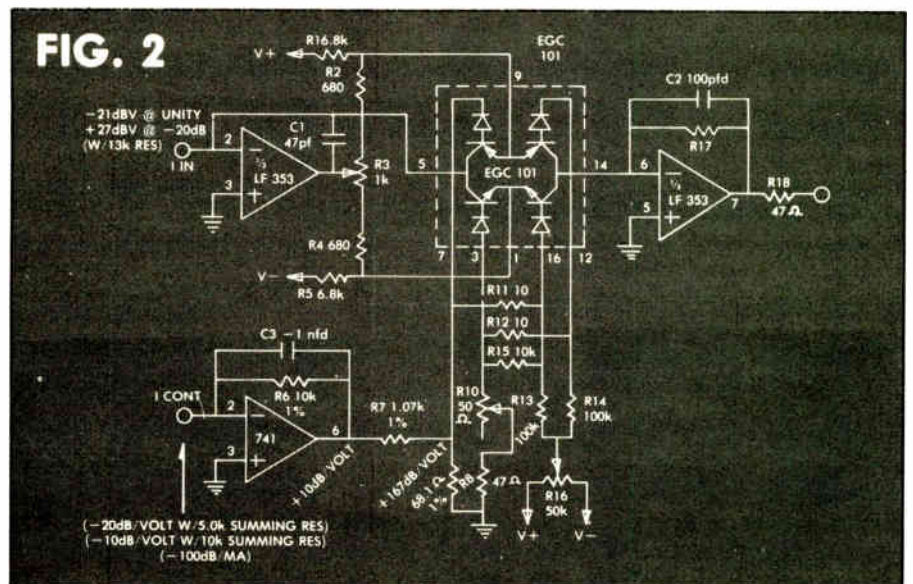 FIG. 2
V+
R16.8k
R2
680
EGC
101
9
C2 100pfd
-21dBV @ UNITY
+27dBV @ -20dB
(W/13k RES)
I IN
2
3
½
LF 353
C1
47pf
R3
1k
5
EGC 101
14
R17
6
5
½
LF 353
7
R18
47 Ω
R4 680
V-
R5 6.8k
7
3
1
16
12
R11 10
R12 10
R15 10k
C3 -1 nfd
I CONT
R6 10k
1%
2
3
741
6
R7 1.07k
1%
R10
50
Ω
R13
100k
R14
100k
+10dB/VOLT
+167dB/VOLT
68.1 Ω
1%
R8
47 Ω
R16
50k
V+
V-
(-20dB/VOLT W/5.0k SUMMING RES)
(-10dB/VOLT W/10k SUMMING RES)
(-100dB/MA)